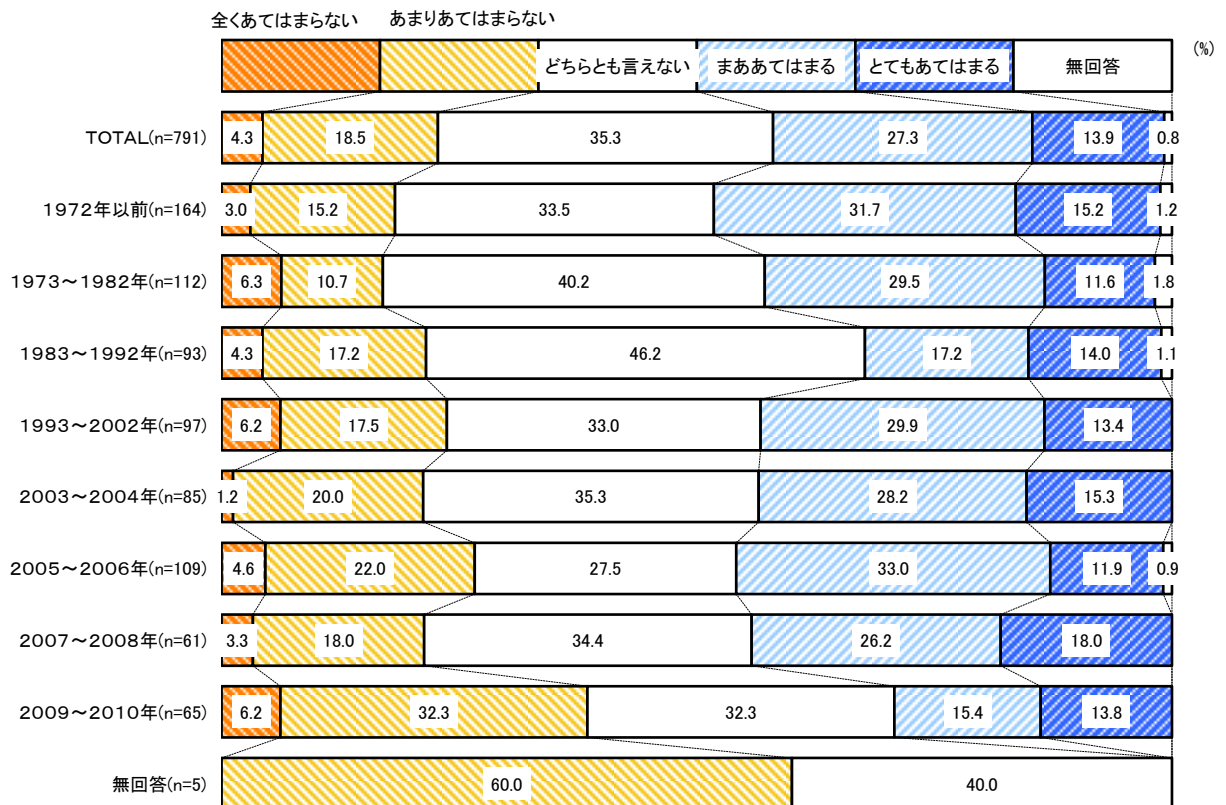 全くあてはまらない あまりあてはまらない
どちらとも言えない まああてはまる とてもあてはまる 無回答 (%)
TOTAL(n=791) 4.3 18.5 35.3 27.3 13.9 0.8
1972年以前(n=164) 3.0 15.2 33.5 31.7 15.2 1.2
1973～1982年(n=112) 6.3 10.7 40.2 29.5 11.6 1.8
1983～1992年(n=93) 4.3 17.2 46.2 17.2 14.0 1.1
1993～2002年(n=97) 6.2 17.5 33.0 29.9 13.4
2003～2004年(n=85) 1.2 20.0 35.3 28.2 15.3
2005～2006年(n=109) 4.6 22.0 27.5 33.0 11.9 0.9
2007～2008年(n=61) 3.3 18.0 34.4 26.2 18.0
2009～2010年(n=65) 6.2 32.3 32.3 15.4 13.8
無回答(n=5) 60.0 40.0